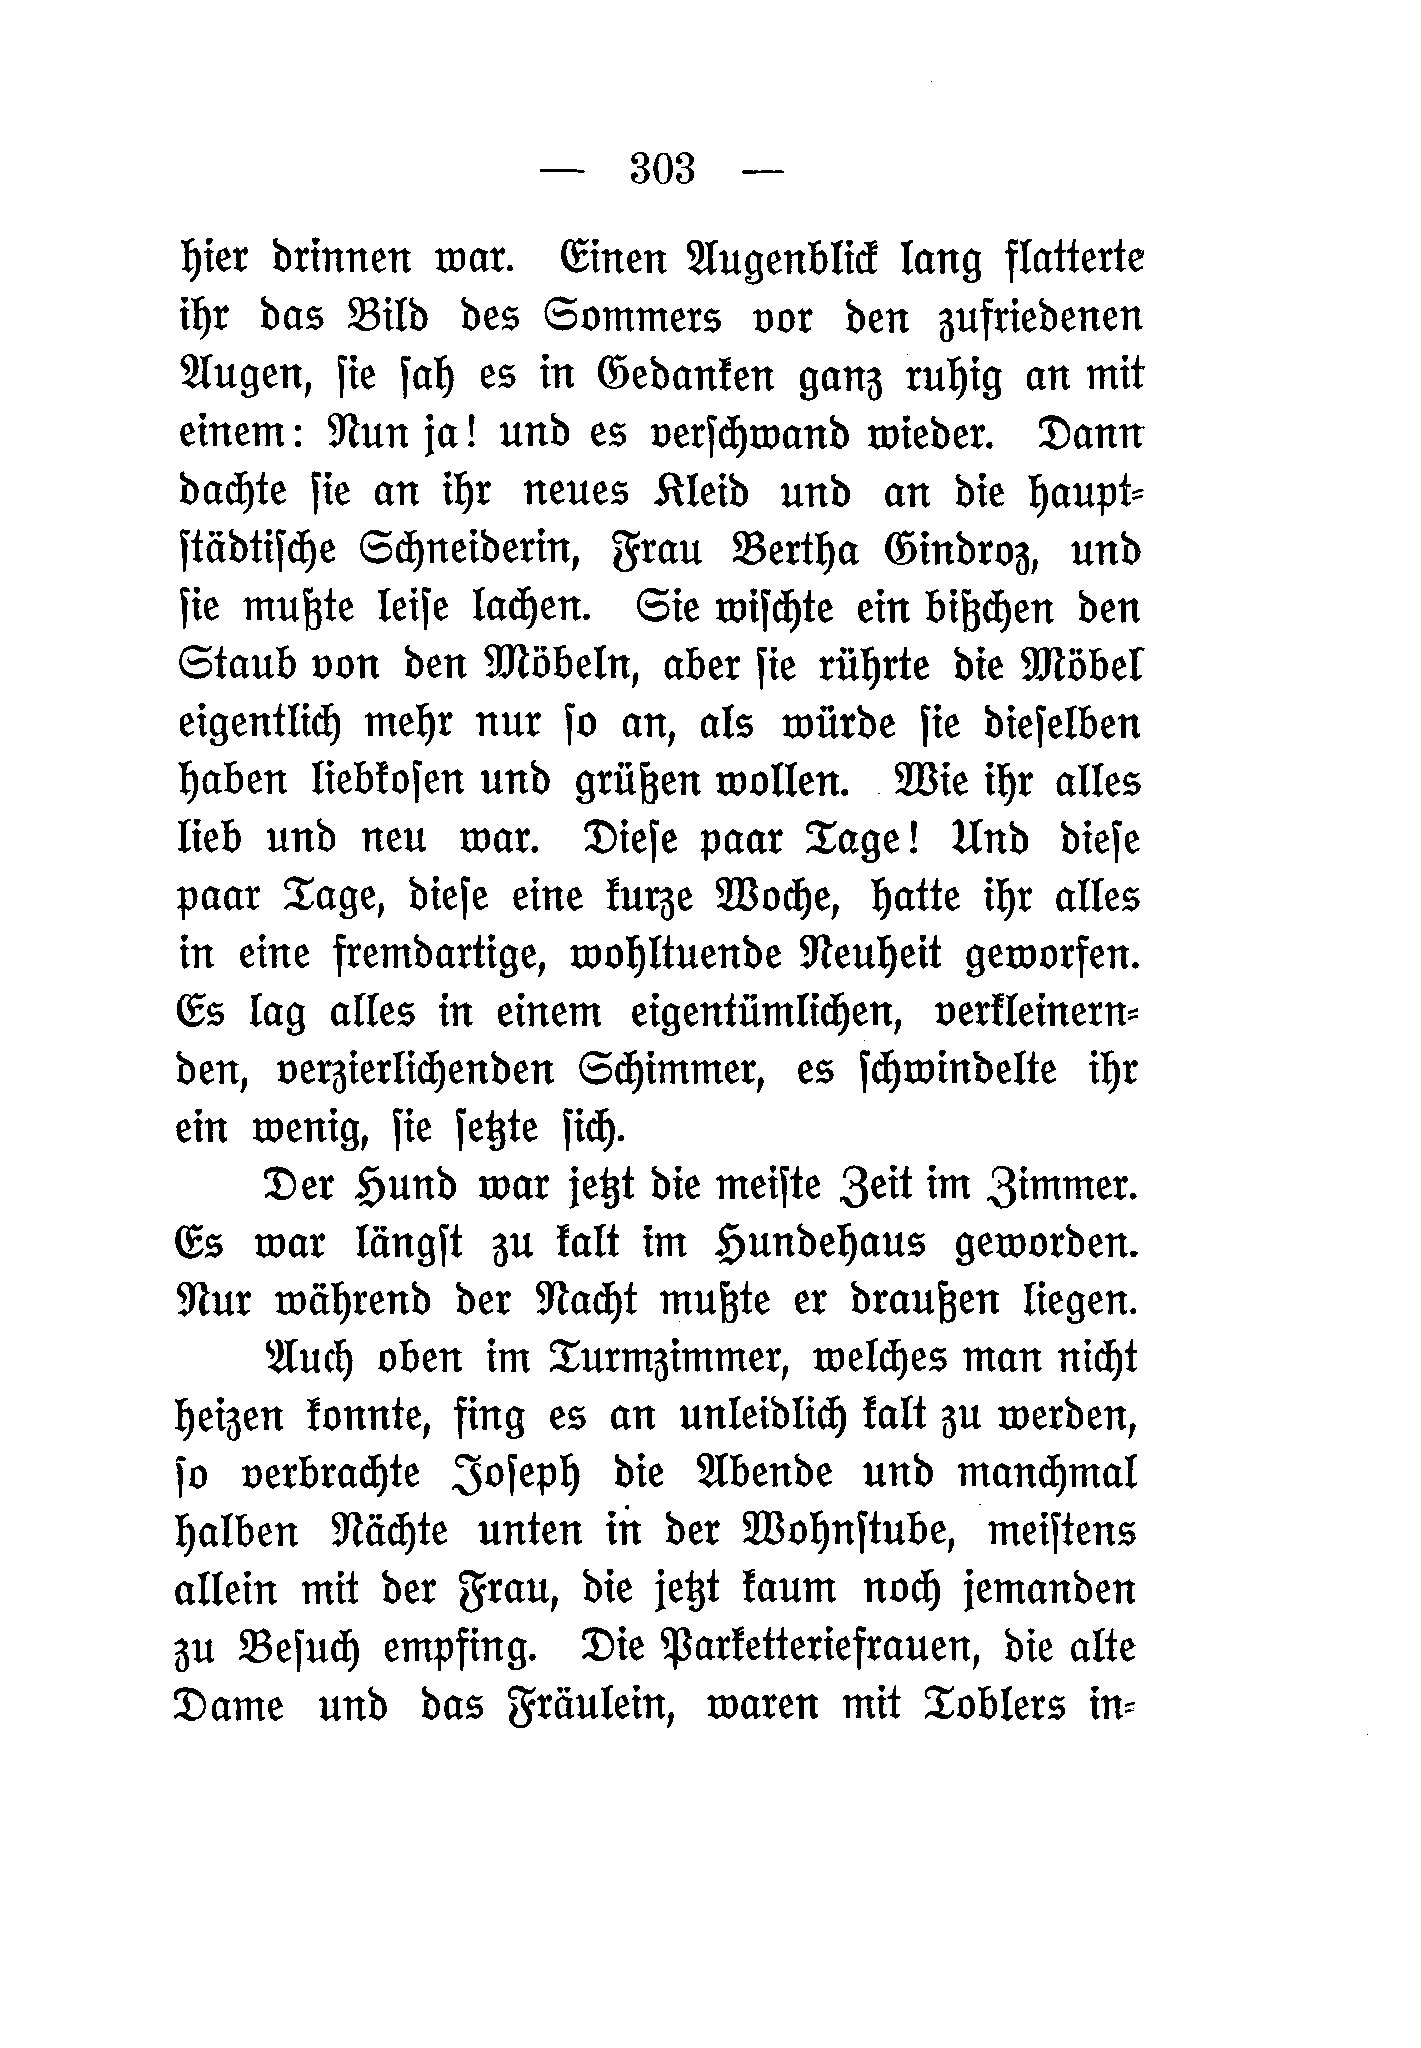 — 303 —
hier drinnen war. Einen Augenblick lang flatterte
ihr das Bild des Sommers vor den zufriedenen
Augen, sie sah es in Gedanken ganz ruhig an mit
einem: Nun ja! und es verschwand wieder. Dann
dachte sie an ihr neues Kleid und an die haupt-
städtische Schneiderin, Frau Bertha Gindroz, und
sie mußte leise lachen. Sie wischte ein bißchen den
Staub von den Möbeln, aber sie rührte die Möbel
eigentlich mehr nur so an, als würde sie dieselben
haben liebkosen und grüßen wollen. Wie ihr alles
lieb und neu war. Diese paar Tage! Und diese
paar Tage, diese eine kurze Woche, hatte ihr alles
in eine fremdartige, wohltuende Neuheit geworfen.
Es lag alles in einem eigentümlichen, verkleinern-
den, verzierlichenden Schimmer, es schwindelte ihr
ein wenig, sie setzte sich.
Der Hund war jetzt die meiste Zeit im Zimmer.
Es war längst zu kalt im Hundehaus geworden.
Nur während der Nacht mußte er draußen liegen.
Auch oben im Turmzimmer, welches man nicht
heizen konnte, fing es an unleidlich kalt zu werden,
so verbrachte Joseph die Abende und manchmal
halben Nächte unten in der Wohnstube, meistens
allein mit der Frau, die jetzt kaum noch jemanden
zu Besuch empfing. Die Parketteriefrauen, die alte
Dame und das Fräulein, waren mit Toblers in-